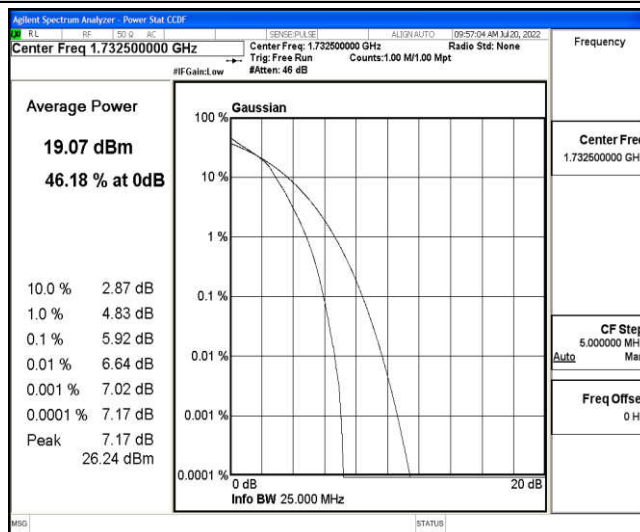 Agilent Spectrum Analyzer - Power Stat CCDF
RL RF 50 Ω AC SENSE:PULSE ALIGN AUTO 09:57:04 AM Jul 20, 2022
Center Freq 1.732500000 GHz
Center Freq: 1.732500000 GHz Radio Std: None
Trig: Free Run Counts:1.00 M/1.00 Mpt
#IFGain:Low #Atten: 46 dB
Frequency
Average Power
19.07 dBm
46.18 % at 0dB
10.0 % 2.87 dB
1.0 % 4.83 dB
0.1 % 5.92 dB
0.01 % 6.64 dB
0.001 % 7.02 dB
0.0001 % 7.17 dB
Peak 7.17 dB
26.24 dBm
Gaussian
100 %
10 %
1 %
0.1 %
0.01 %
0.001 %
0.0001 %
0 dB 20 dB
Info BW 25.000 MHz
Center Freq
1.732500000 GH
CF Step
5.000000 MH
Auto Ma
Freq Offse
0 H
MSG STATUS